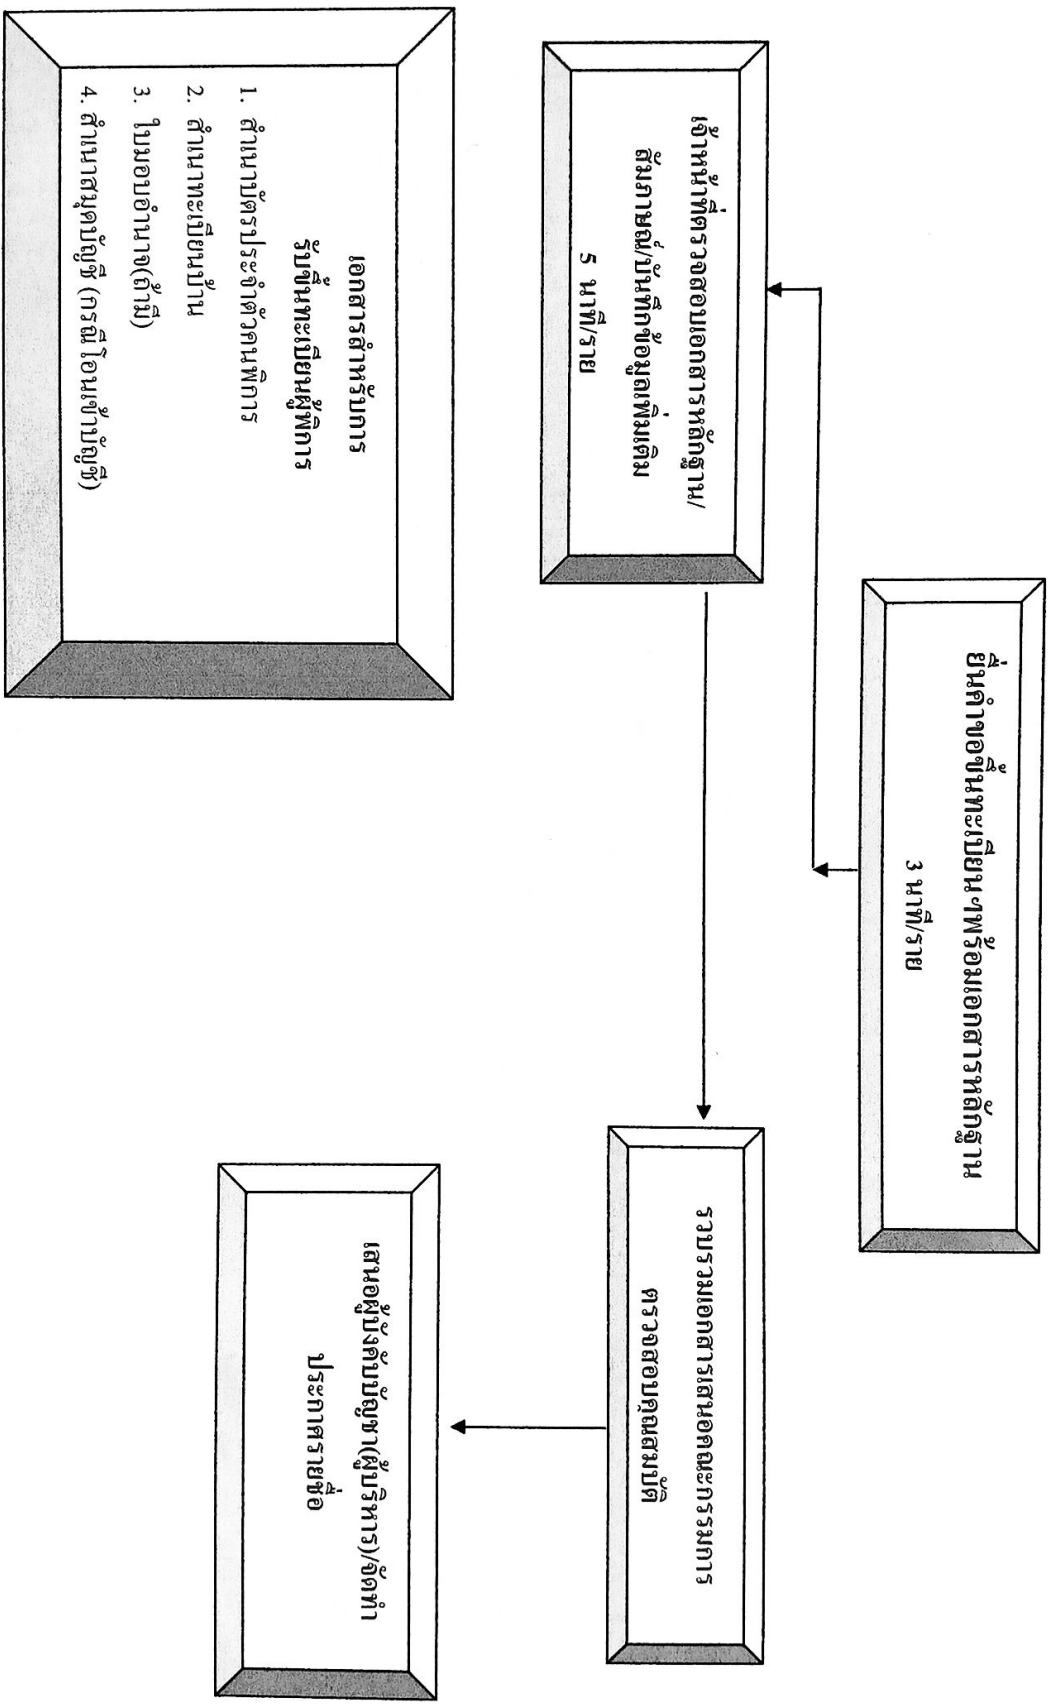 ยื่นคำขอขึ้นทะเบียนฯพร้อมเอกสารหลักฐาน
3 นาที/ราย
เจ้าหน้าที่ตรวจสอบเอกสารหลักฐาน/
สัมภาษณ์/บันทึกข้อมูลเพิ่มเติม
5 นาที/ราย
รวบรวมเอกสารเสนอคณะกรรมการ
ตรวจสอบคุณสมบัติ
เสนอผู้บังคับบัญชา(ผู้บริหาร)/จัดทำ
ประกาศรายชื่อ
เอกสารสำหรับการ
รับขึ้นทะเบียนผู้พิการ
1. สำเนาบัตรประจำตัวคนพิการ
2. สำเนาทะเบียนบ้าน
3. ใบมอบอำนาจ(ถ้ามี)
4. สำเนาสมุดบัญชี (กรณีโอนเข้าบัญชี)